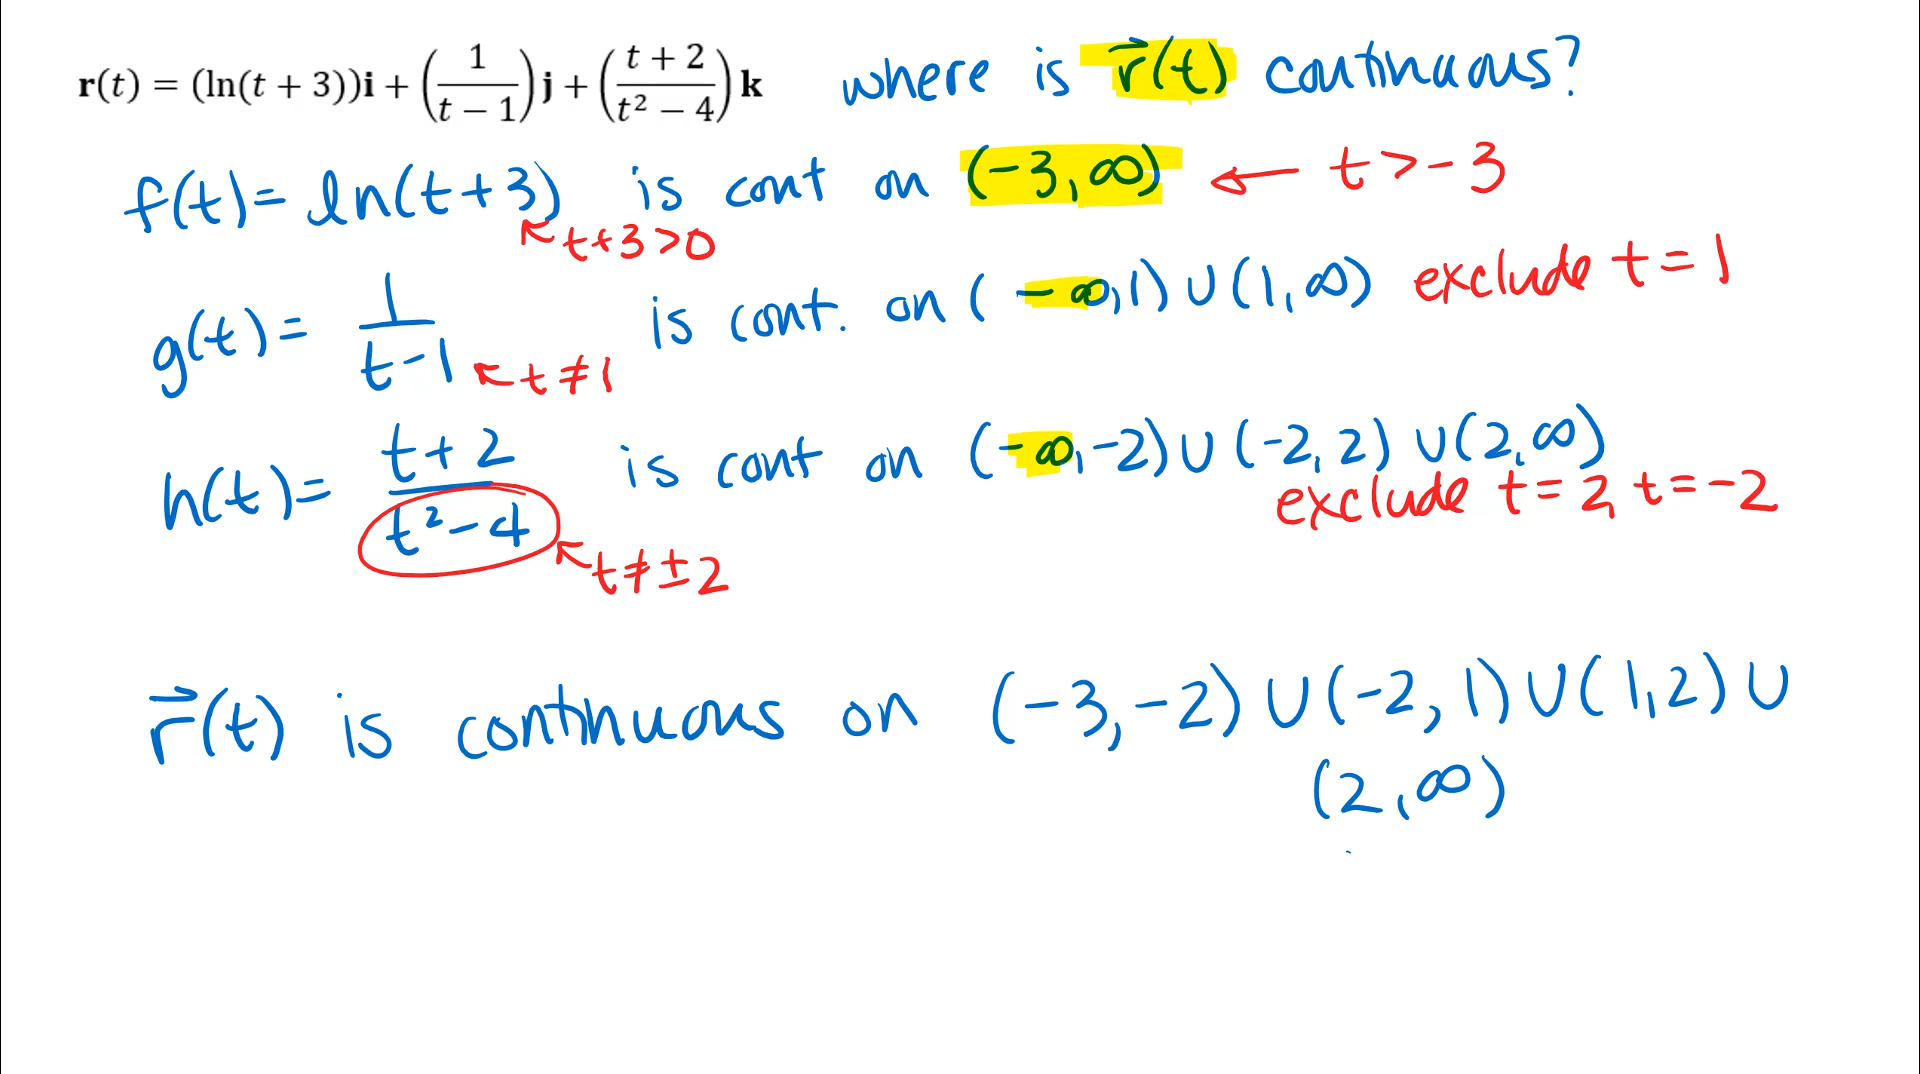 r(t) = (ln(t + 3))i + (1/(t − 1))j + ((t + 2)/(t² − 4))k where is r⃗(t) continuous?
f(t) = ln(t+3) is cont on (-3, ∞) ← t > -3
↖ t+3 > 0
g(t) = 1/(t-1) is cont. on (-∞, 1) ∪ (1, ∞) exclude t = 1
↖ t ≠ 1
h(t) = (t+2)/(t²-4) is cont on (-∞, -2) ∪ (-2, 2) ∪ (2, ∞)
exclude t = 2, t = -2
↖ t ≠ ±2
r⃗(t) is continuous on (-3, -2) ∪ (-2, 1) ∪ (1, 2) ∪
(2, ∞)